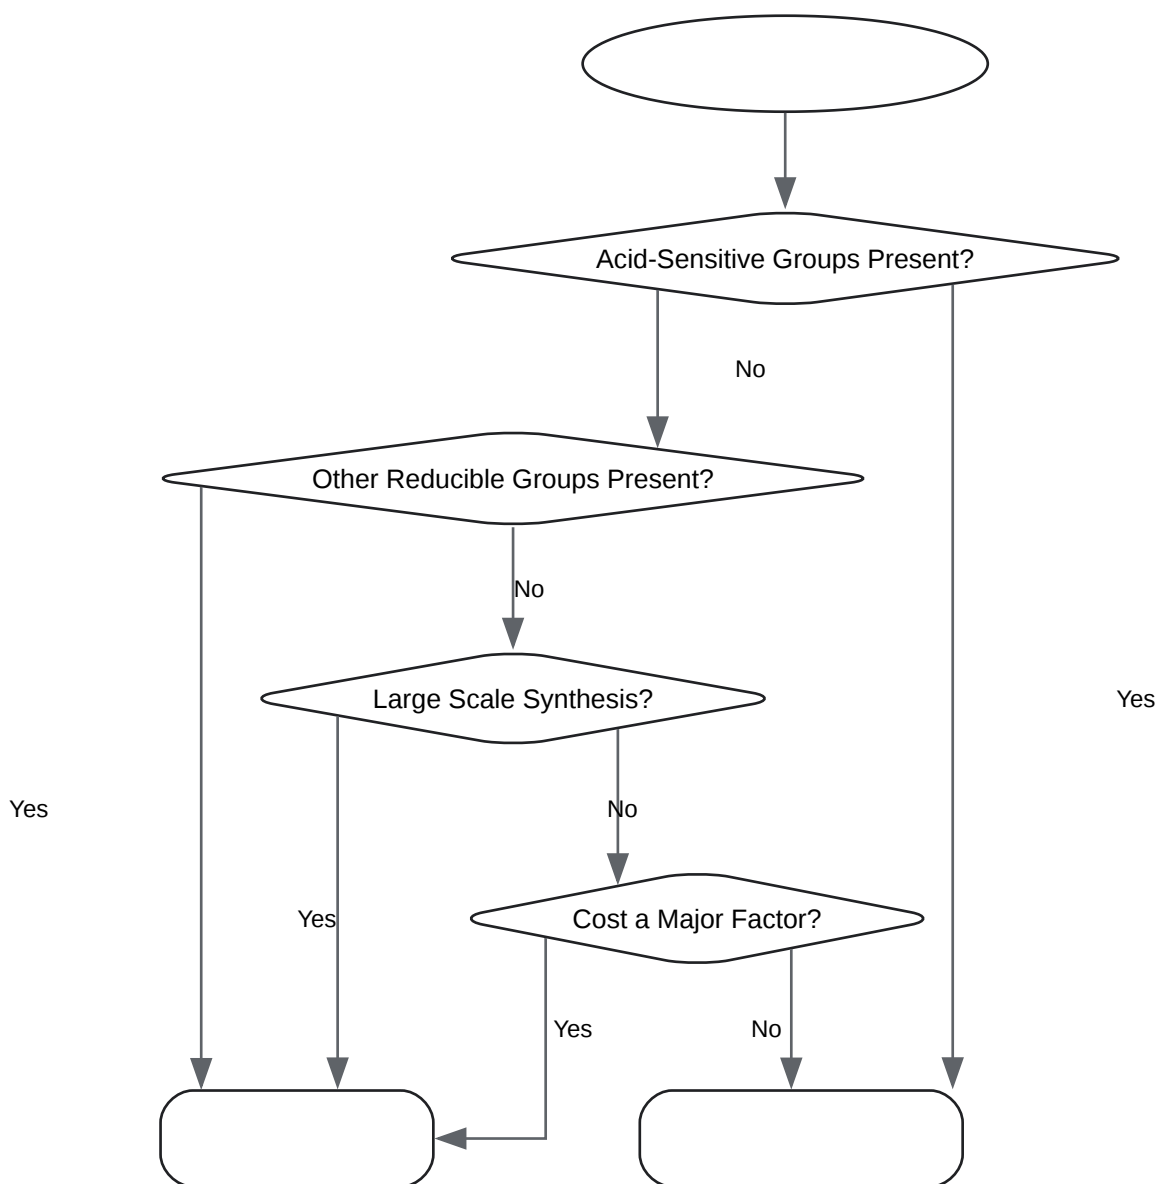 Acid-Sensitive Groups Present?
No
Other Reducible Groups Present?
No
Large Scale Synthesis?
Yes
Yes
No
Yes
Cost a Major Factor?
Yes
No